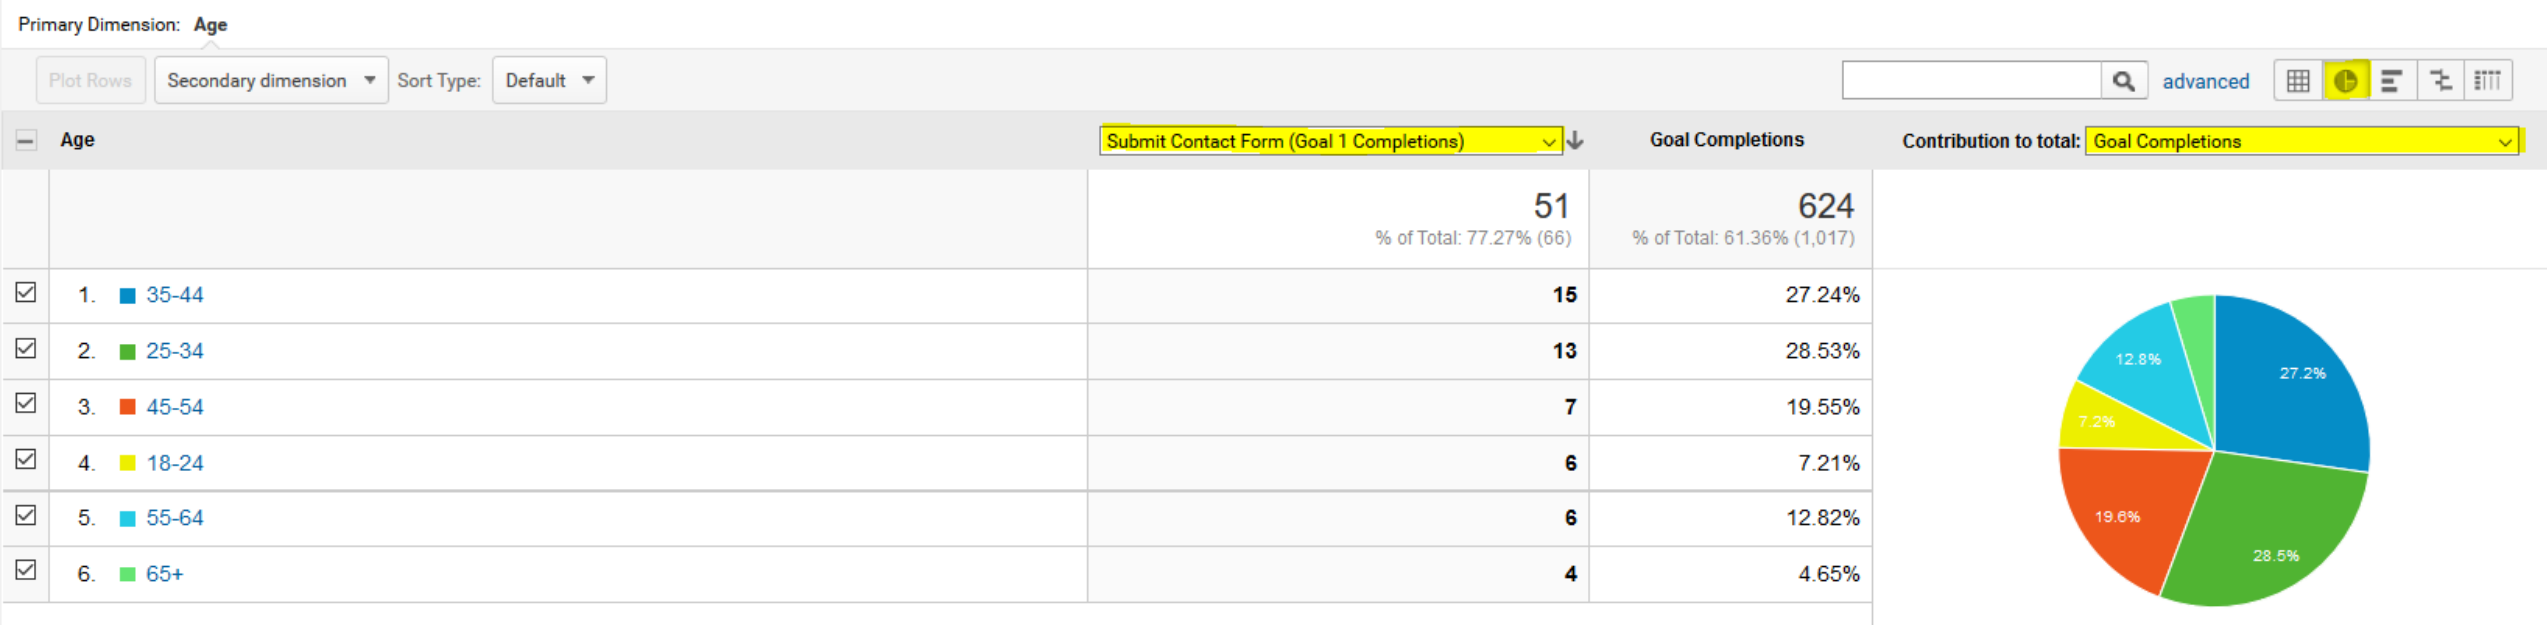 Primary Dimension: Age
Plot Rows Secondary dimension Sort Type: Default advanced
Age Submit Contact Form (Goal 1 Completions) Goal Completions Contribution to total: Goal Completions
51 624
% of Total: 77.27% (66) % of Total: 61.36% (1,017)
1. 35-44 15 27.24%
2. 25-34 13 28.53%
3. 45-54 7 19.55%
4. 18-24 6 7.21%
5. 55-64 6 12.82%
6. 65+ 4 4.65%
12.8%
27.2%
7.2%
19.6%
28.5%